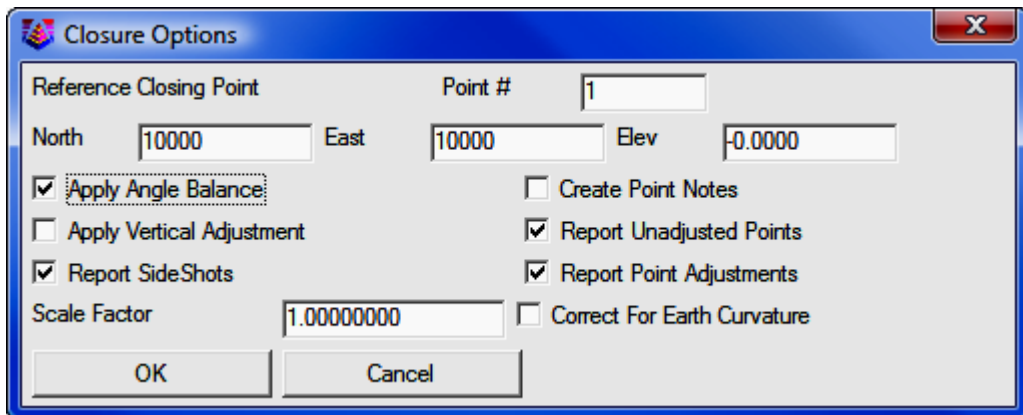 Closure Options
Reference Closing Point Point # 1
North 10000 East 10000 Elev -0.0000
Apply Angle Balance Create Point Notes
Apply Vertical Adjustment Report Unadjusted Points
Report SideShots Report Point Adjustments
Scale Factor 1.00000000 Correct For Earth Curvature
OK Cancel